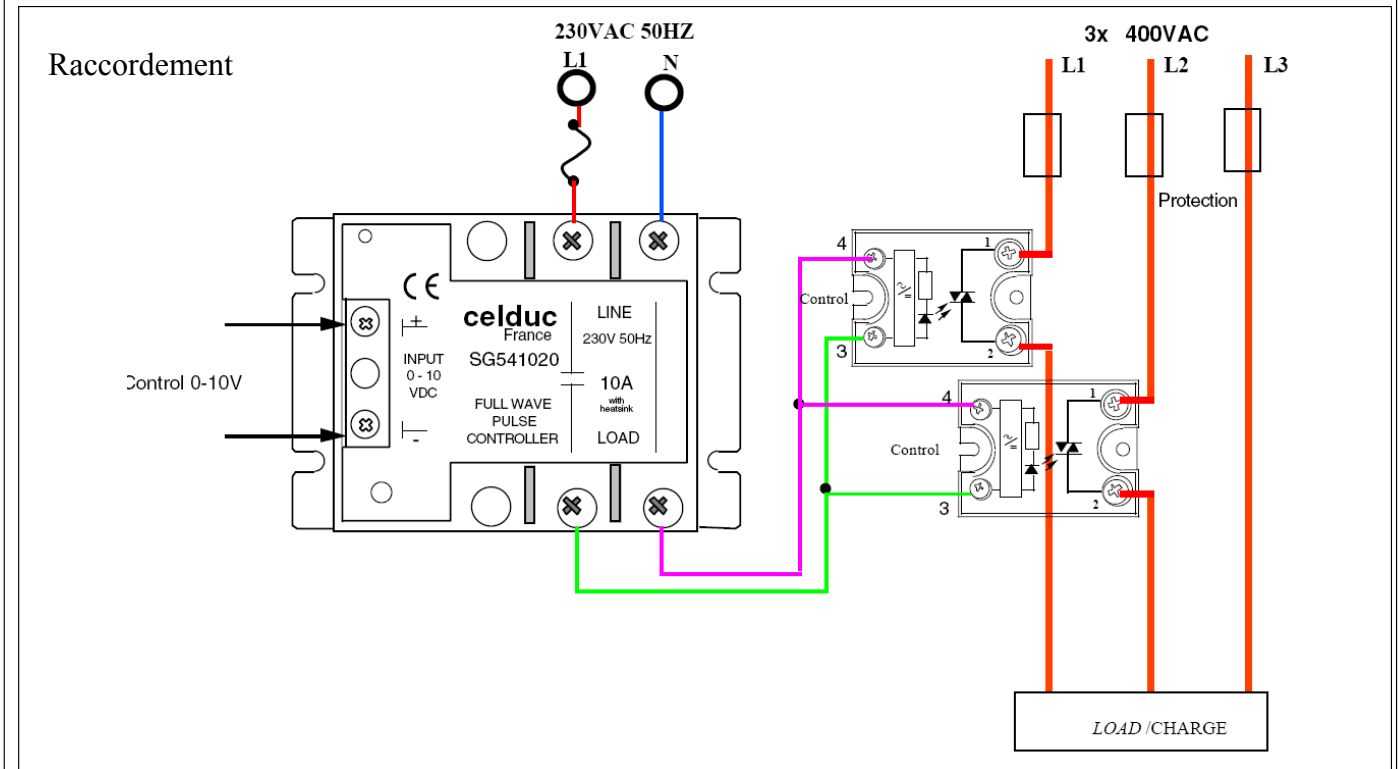 Raccordement
230VAC 50HZ
L1
N
3x 400VAC
L1
L2
L3
Protection
CE
+
INPUT
0 - 10
VDC
-
celduc
France
SG541020
FULL WAVE
PULSE
CONTROLLER
LINE
230V 50Hz
10A
with
heatsink
LOAD
Control 0-10V
4
Control
3
~/=
1
2
4
Control
3
~/=
1
2
LOAD /CHARGE